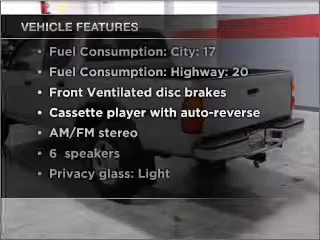 VEHICLE FEATURES
• Fuel Consumption: City: 17
• Fuel Consumption: Highway: 20
• Front Ventilated disc brakes
• Cassette player with auto-reverse
• AM/FM stereo
• 6 speakers
• Privacy glass: Light